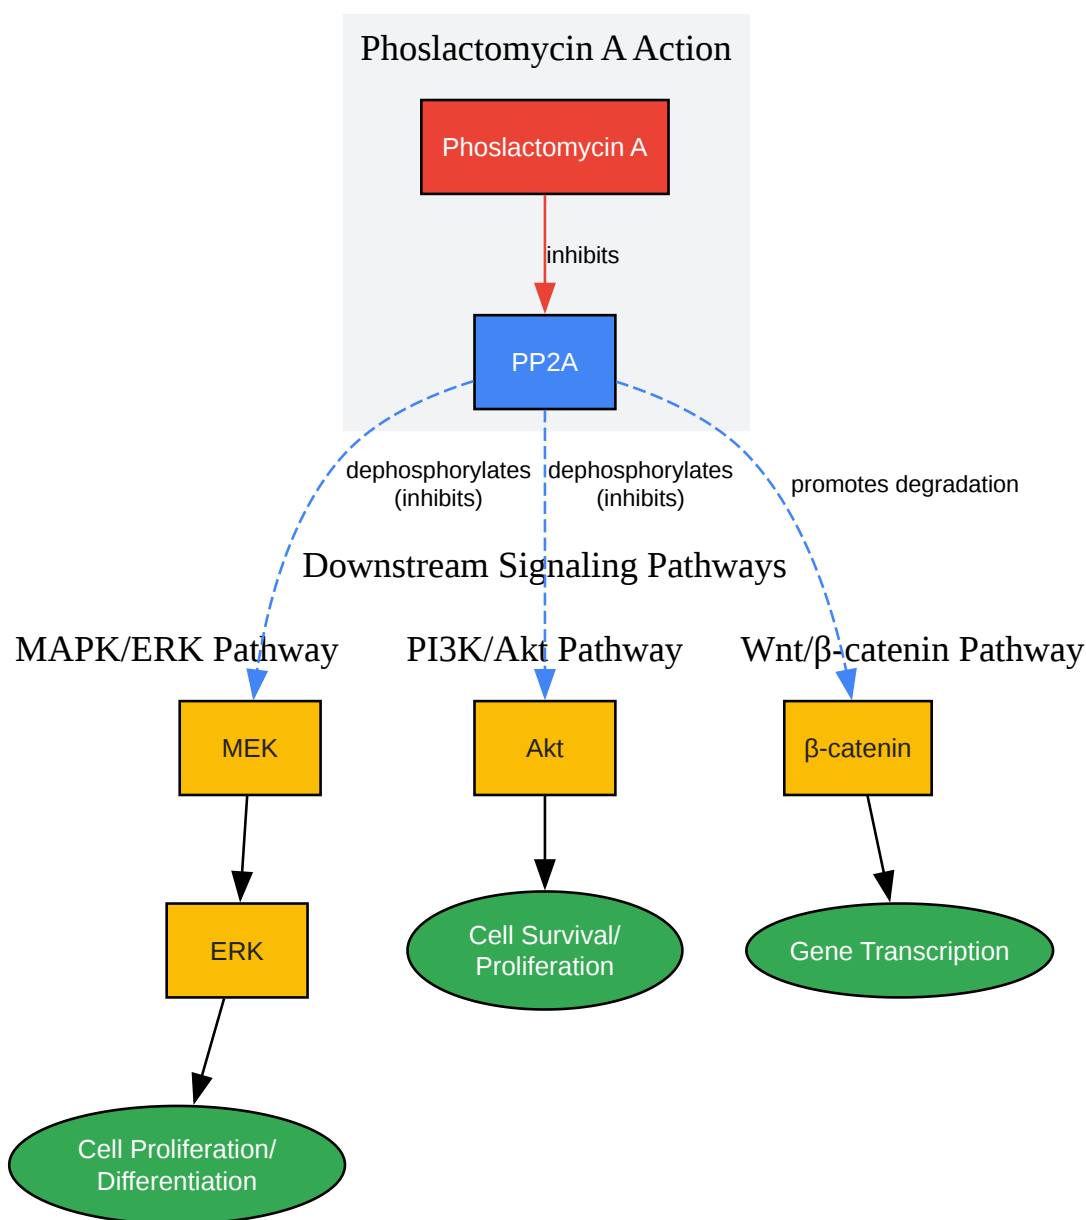 Phoslactomycin A Action
Phoslactomycin A
inhibits
PP2A
dephosphorylates
(inhibits)
dephosphorylates
(inhibits)
promotes degradation
Downstream Signaling Pathways
MAPK/ERK Pathway
PI3K/Akt Pathway
Wnt/β-catenin Pathway
MEK
Akt
β-catenin
ERK
Cell Survival/
Proliferation
Gene Transcription
Cell Proliferation/
Differentiation